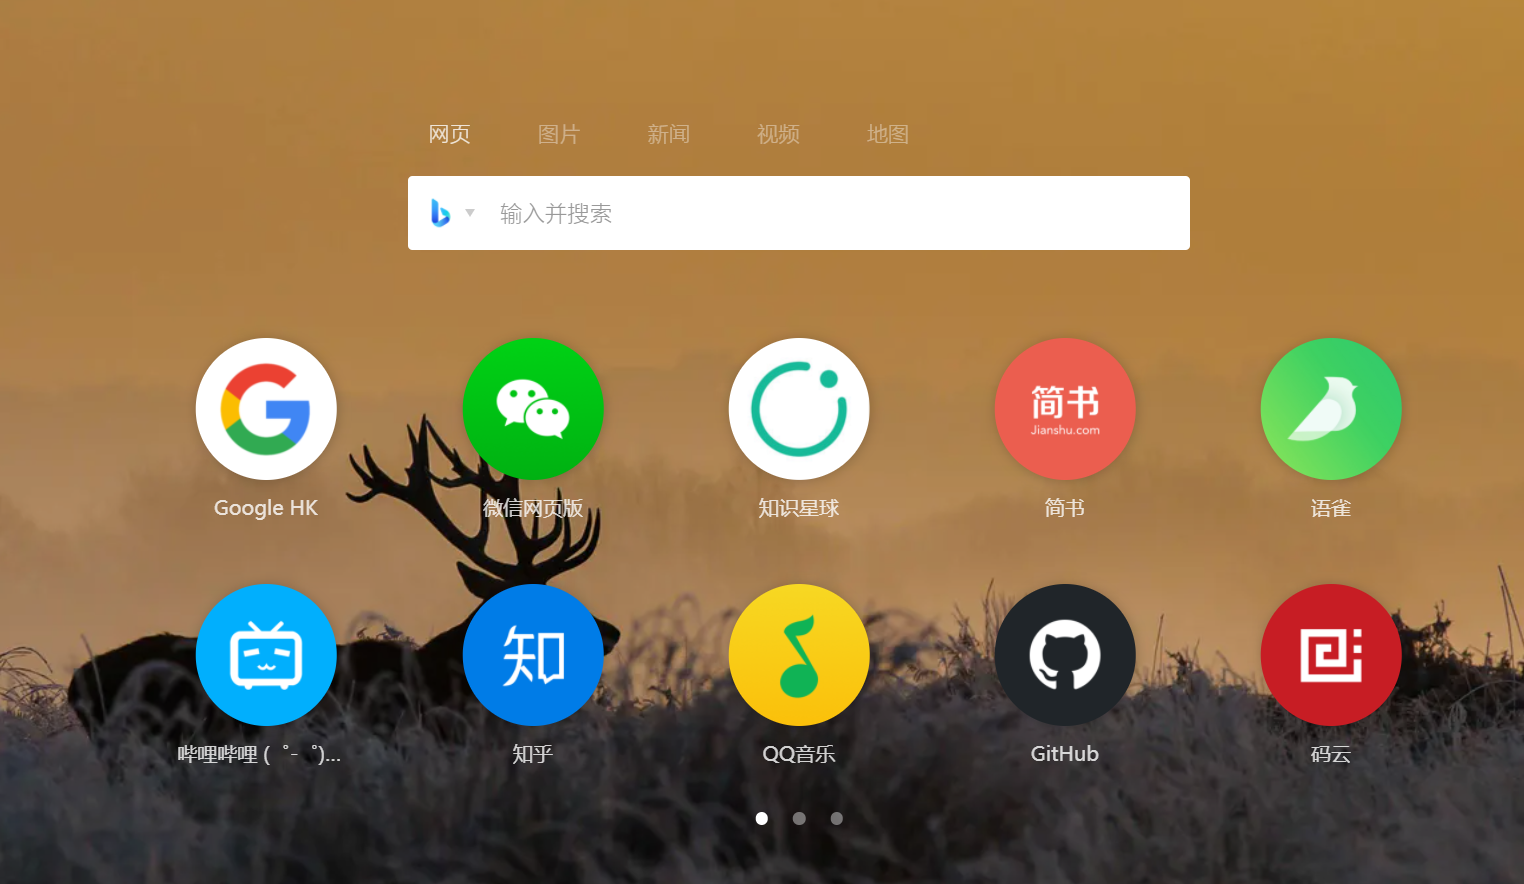 网页 图片 新闻 视频 地图
输入并搜索
简书
Jianshu.com
Google HK 微信网页版 知识星球 简书 语雀
知
哔哩哔哩 (゜-゜)... 知乎 QQ音乐 GitHub 码云